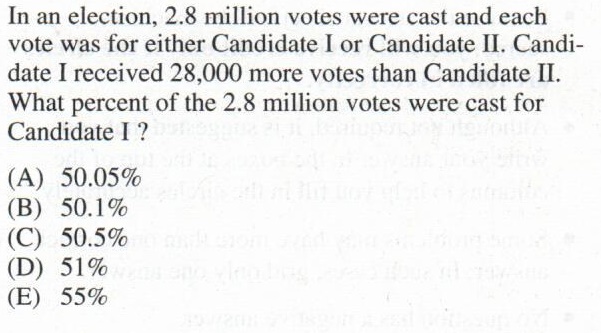 In an election, 2.8 million votes were cast and each
vote was for either Candidate I or Candidate II. Candi-
date I received 28,000 more votes than Candidate II.
What percent of the 2.8 million votes were cast for
Candidate I ?
(A) 50.05%
(B) 50.1%
(C) 50.5%
(D) 51%
(E) 55%